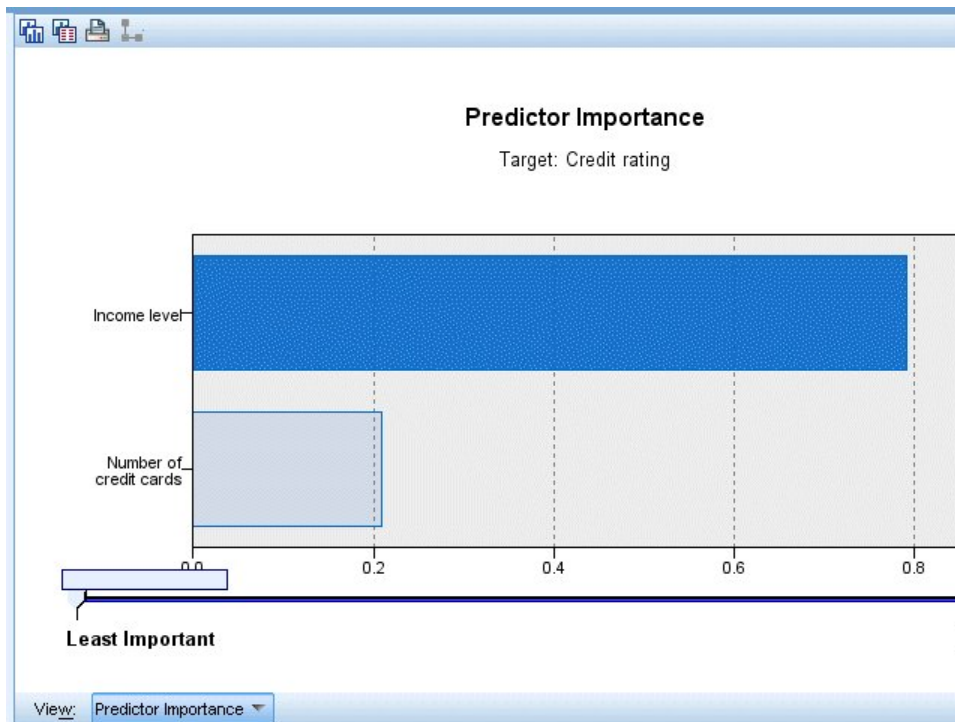 Predictor Importance
Target: Credit rating
Income level
Number of
credit cards
0.0
0.2
0.4
0.6
0.8
Least Important
View:
Predictor Importance